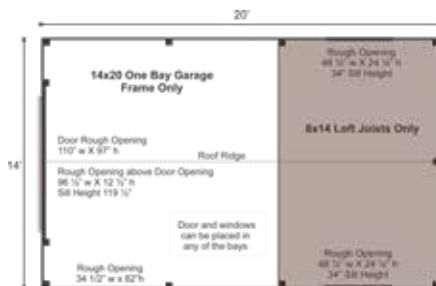 20'
14x20 One Bay Garage
Frame Only
Rough Opening
48 ½" w X 24 ½" h
34" Sill Height
8x14 Loft Joists Only
Door Rough Opening
110" W X 97" h
Roof Ridge
14'
Rough Opening above Door Opening
96 ½" w X 12 ½" h
Sill Height 119 ½"
Door and windows
can be placed in
any of the bays
Rough Opening
34 1/2" w x 82"h
Rough Opening
48 ½" w X 24 ½" h
34" Sill Height